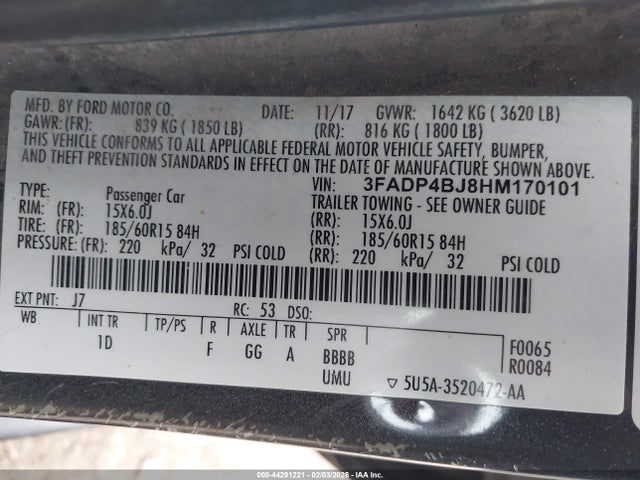 MFD. BY FORD MOTOR CO. DATE: 11/17 GVWR: 1642 KG ( 3620 LB)
GAWR: (FR): 839 KG ( 1850 LB) (RR): 816 KG ( 1800 LB)
THIS VEHICLE CONFORMS TO ALL APPLICABLE FEDERAL MOTOR VEHICLE SAFETY, BUMPER,
AND THEFT PREVENTION STANDARDS IN EFFECT ON THE DATE OF MANUFACTURE SHOWN ABOVE.
VIN: 3FADP4BJ8HM170101
TYPE: Passenger Car TRAILER TOWING - SEE OWNER GUIDE
RIM: (FR): 15X6.0J (RR): 15X6.0J
TIRE: (FR): 185/60R15 84H (RR): 185/60R15 84H
PRESSURE: (FR): 220 kPa/ 32 PSI COLD (RR): 220 kPa/ 32 PSI COLD
EXT PNT: J7 RC: 53 DSO:
WB INT TR TP/PS R AXLE TR SPR F0065
1D F GG A BBBB R0084
UMU ▽ 5U5A-3520472-AA
000-44291221 | 02/03/2026 | IAA Inc.